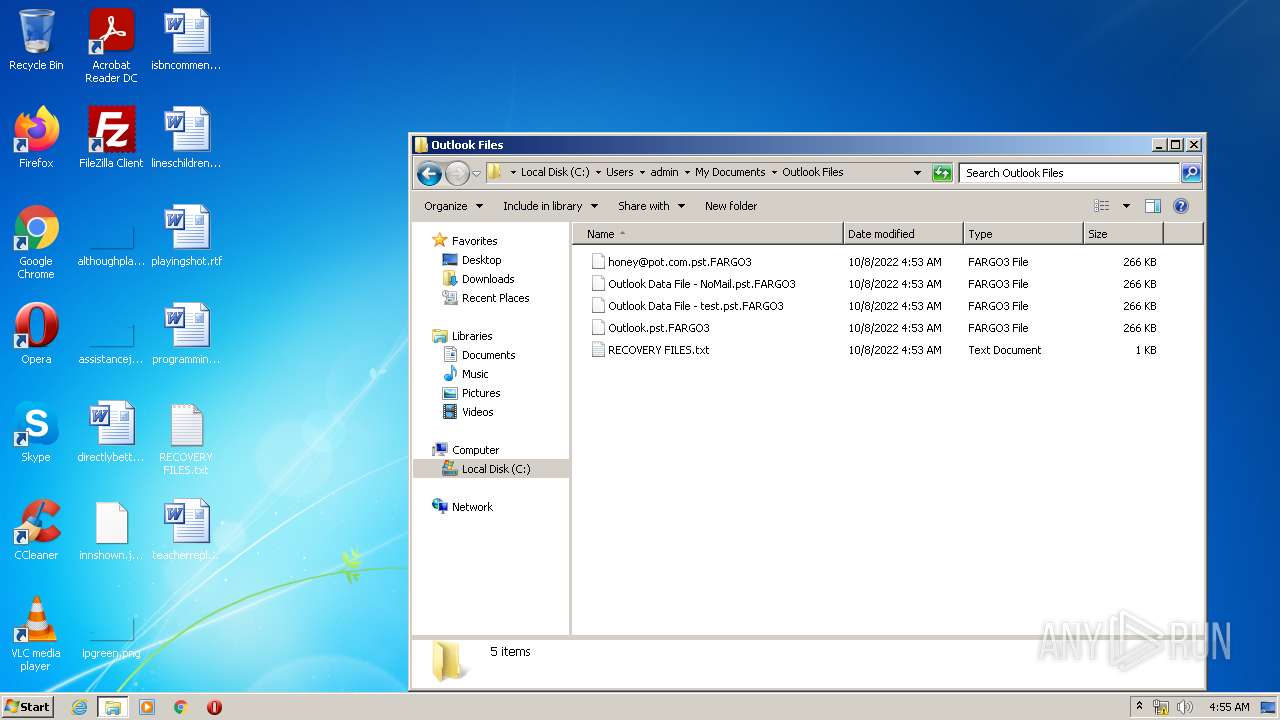 Recycle Bin
Acrobat
Reader DC
isbncommen...
Firefox
FileZilla Client
lineschildren...
Google
Chrome
althoughpla...
playingshot.rtf
Opera
assistancej...
programmin...
Skype
directlybett...
RECOVERY
FILES.txt
CCleaner
innshown.j...
teacherrepl...
VLC media
player
ipgreen.png
Outlook Files
Local Disk (C:) Users admin My Documents Outlook Files
Search Outlook Files
Organize Include in library Share with New folder
Favorites
Desktop
Downloads
Recent Places
Libraries
Documents
Music
Pictures
Videos
Computer
Local Disk (C:)
Network
Name Date modified Type Size
honey@pot.com.pst.FARGO3 10/8/2022 4:53 AM FARGO3 File 266 KB
Outlook Data File - NoMail.pst.FARGO3 10/8/2022 4:53 AM FARGO3 File 266 KB
Outlook Data File - test.pst.FARGO3 10/8/2022 4:53 AM FARGO3 File 266 KB
Outlook.pst.FARGO3 10/8/2022 4:53 AM FARGO3 File 266 KB
RECOVERY FILES.txt 10/8/2022 4:53 AM Text Document 1 KB
5 items
ANY RUN
Start
4:55 AM